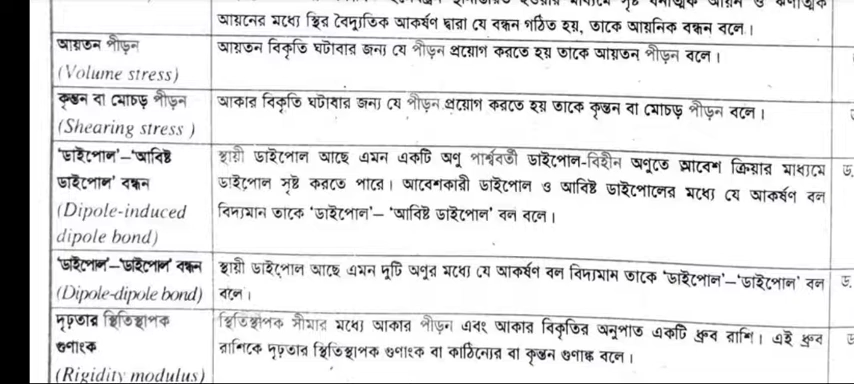 আয়নের মধ্যে স্থির বৈদ্যুতিক আকর্ষণ দ্বারা যে বন্ধন গঠিত হয়, তাকে আয়নিক বন্ধন বলে।
আয়তন পীড়ন
(Volume stress)
আয়তন বিকৃতি ঘটাবার জন্য যে পীড়ন প্রয়োগ করতে হয় তাকে আয়তন পীড়ন বলে।
কৃন্তন বা মোচড় পীড়ন
(Shearing stress )
আকার বিকৃতি ঘটাবার জন্য যে পীড়ন প্রয়োগ করতে হয় তাকে কৃন্তন বা মোচড় পীড়ন বলে।
'ডাইপোল'–'আবিষ্ট
ডাইপোল' বন্ধন
(Dipole-induced
dipole bond)
স্থায়ী ডাইপোল আছে এমন একটি অণু পার্শ্ববর্তী ডাইপোল-বিহীন অণুতে আবেশ ক্রিয়ার মাধ্যমে
ডাইপোল সৃষ্ট করতে পারে। আবেশকারী ডাইপোল ও আবিষ্ট ডাইপোলের মধ্যে যে আকর্ষণ বল
বিদ্যমান তাকে 'ডাইপোল'– 'আবিষ্ট ডাইপোল' বল বলে।
ড.
'ডাইপোল'–'ডাইপোল' বন্ধন
(Dipole-dipole bond)
স্থায়ী ডাইপোল আছে এমন দুটি অণুর মধ্যে যে আকর্ষণ বল বিদ্যমান তাকে 'ডাইপোল'–'ডাইপোল' বল
বলে।
ড.
দৃঢ়তার স্থিতিস্থাপক
গুণাংক
(Rigidity modulus)
স্থিতিস্থাপক সীমার মধ্যে আকার পীড়ন এবং আকার বিকৃতির অনুপাত একটি ধ্রুব রাশি। এই ধ্রুব
রাশিকে দৃঢ়তার স্থিতিস্থাপক গুণাংক বা কাঠিন্যের বা কৃন্তন গুণাঙ্ক বলে।